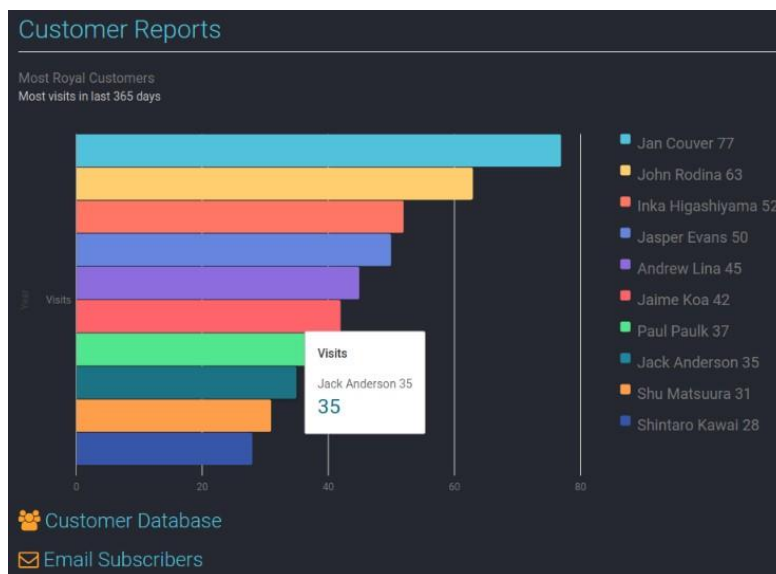 Customer Reports
Most Royal Customers
Most visits in last 365 days
Year
Visits
Jan Couver 77
John Rodina 63
Inka Higashiyama 52
Jasper Evans 50
Andrew Lina 45
Jaime Koa 42
Paul Paulk 37
Jack Anderson 35
Shu Matsuura 31
Shintaro Kawai 28
Visits
Jack Anderson 35
35
0 20 40 60 80
Customer Database
Email Subscribers